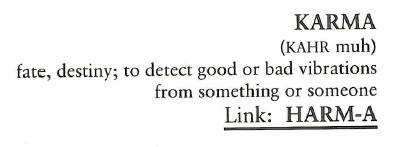 KARMA
(KAHR muh)
fate, destiny; to detect good or bad vibrations
from something or someone
Link: HARM-A